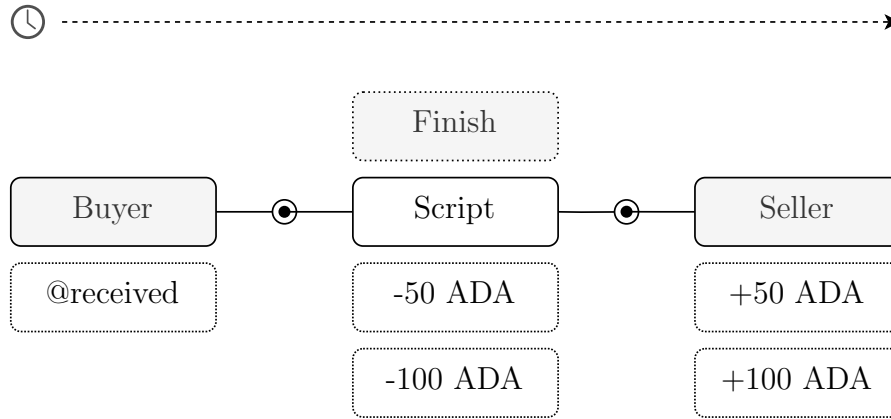 Finish
Buyer
Script
Seller
@received
-50 ADA
+50 ADA
-100 ADA
+100 ADA